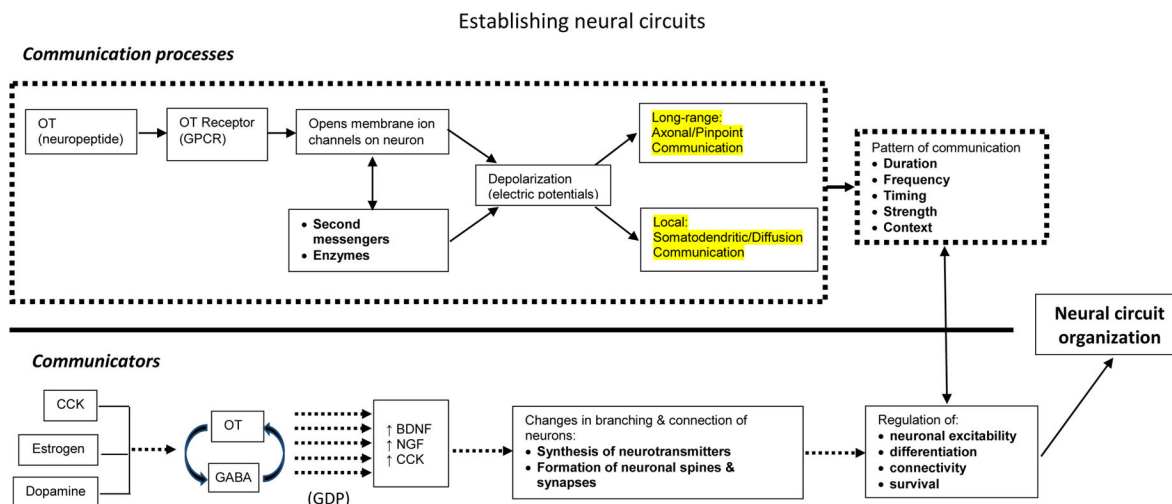 Establishing neural circuits
Communication processes
OT
(neuropeptide)
OT Receptor
(GPCR)
Opens membrane ion
channels on neuron
• Second
messengers
• Enzymes
Depolarization
(electric potentials)
Long-range:
Axonal/Pinpoint
Communication
Local:
Somatodendritic/Diffusion
Communication
Pattern of communication
• Duration
• Frequency
• Timing
• Strength
• Context
Neural circuit
organization
Communicators
CCK
Estrogen
Dopamine
OT
GABA
(GDP)
↑ BDNF
↑ NGF
↑ CCK
Changes in branching & connection of
neurons:
• Synthesis of neurotransmitters
• Formation of neuronal spines &
synapses
Regulation of:
• neuronal excitability
• differentiation
• connectivity
• survival